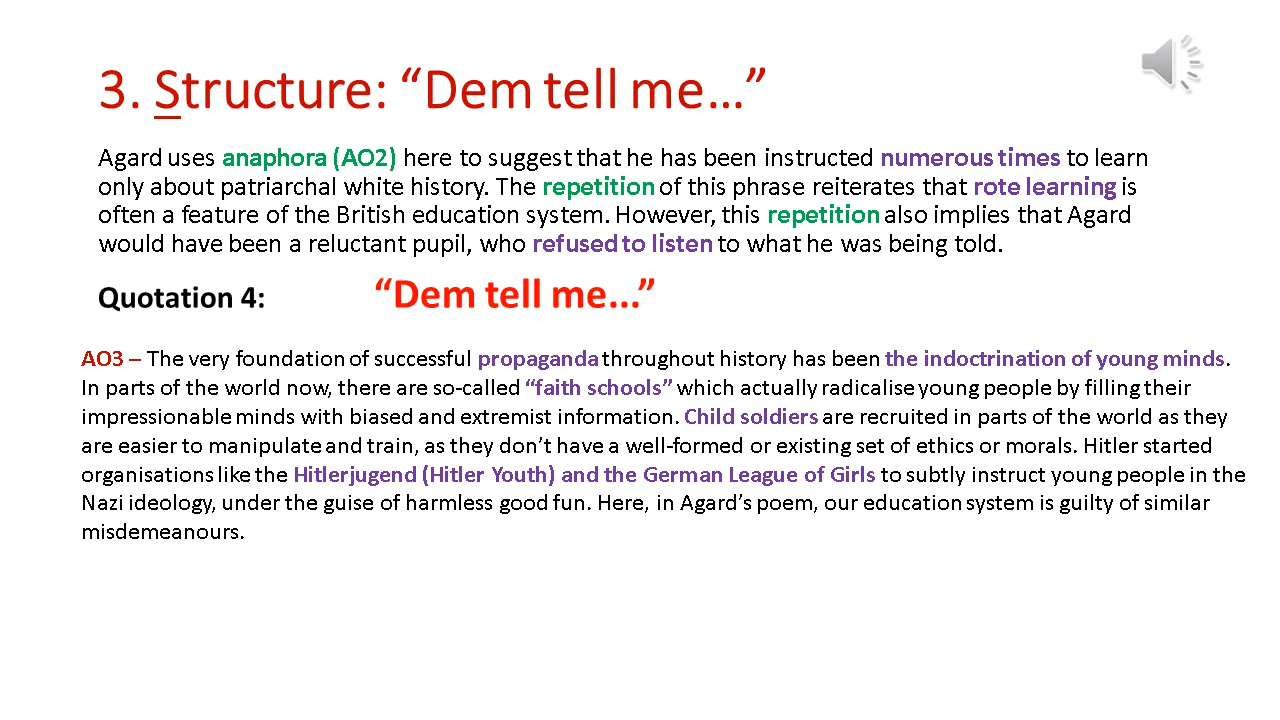 3. Structure: “Dem tell me…”
Agard uses anaphora (AO2) here to suggest that he has been instructed numerous times to learn
only about patriarchal white history. The repetition of this phrase reiterates that rote learning is
often a feature of the British education system. However, this repetition also implies that Agard
would have been a reluctant pupil, who refused to listen to what he was being told.
Quotation 4: “Dem tell me...”
AO3 – The very foundation of successful propaganda throughout history has been the indoctrination of young minds.
In parts of the world now, there are so-called “faith schools” which actually radicalise young people by filling their
impressionable minds with biased and extremist information. Child soldiers are recruited in parts of the world as they
are easier to manipulate and train, as they don’t have a well-formed or existing set of ethics or morals. Hitler started
organisations like the Hitlerjugend (Hitler Youth) and the German League of Girls to subtly instruct young people in the
Nazi ideology, under the guise of harmless good fun. Here, in Agard’s poem, our education system is guilty of similar
misdemeanours.